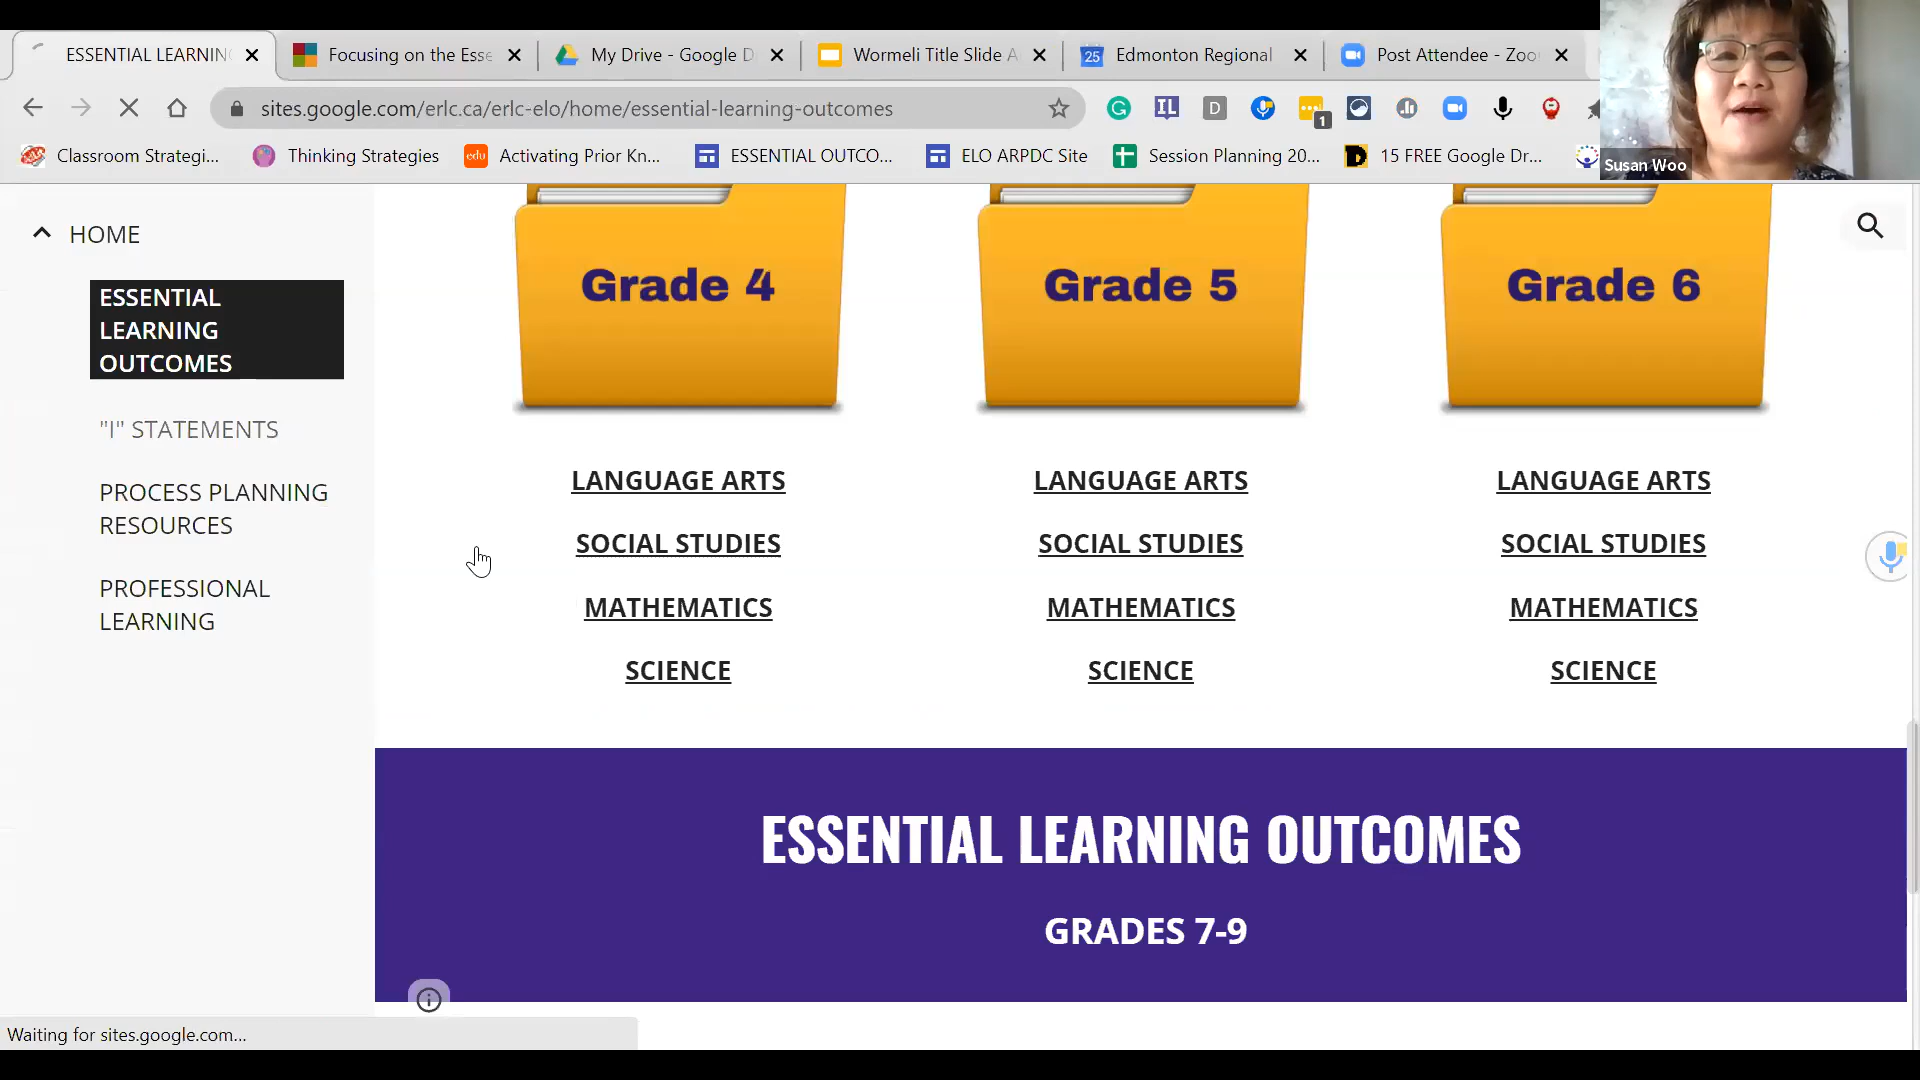 ESSENTIAL LEARNIN
Focusing on the Esse
My Drive - Google D
Wormeli Title Slide A
25
Edmonton Regional
Post Attendee - Zoo
sites.google.com/erlc.ca/erlc-elo/home/essential-learning-outcomes
IL
D
1
Classroom Strategi...
Thinking Strategies
edu
Activating Prior Kn...
ESSENTIAL OUTCO...
ELO ARPDC Site
Session Planning 20...
15 FREE Google Dr...
Susan Woo
HOME
ESSENTIAL
LEARNING
OUTCOMES
"I" STATEMENTS
PROCESS PLANNING
RESOURCES
PROFESSIONAL
LEARNING
Grade 4
Grade 5
Grade 6
LANGUAGE ARTS
LANGUAGE ARTS
LANGUAGE ARTS
SOCIAL STUDIES
SOCIAL STUDIES
SOCIAL STUDIES
MATHEMATICS
MATHEMATICS
MATHEMATICS
SCIENCE
SCIENCE
SCIENCE
ESSENTIAL LEARNING OUTCOMES
GRADES 7-9
Waiting for sites.google.com...